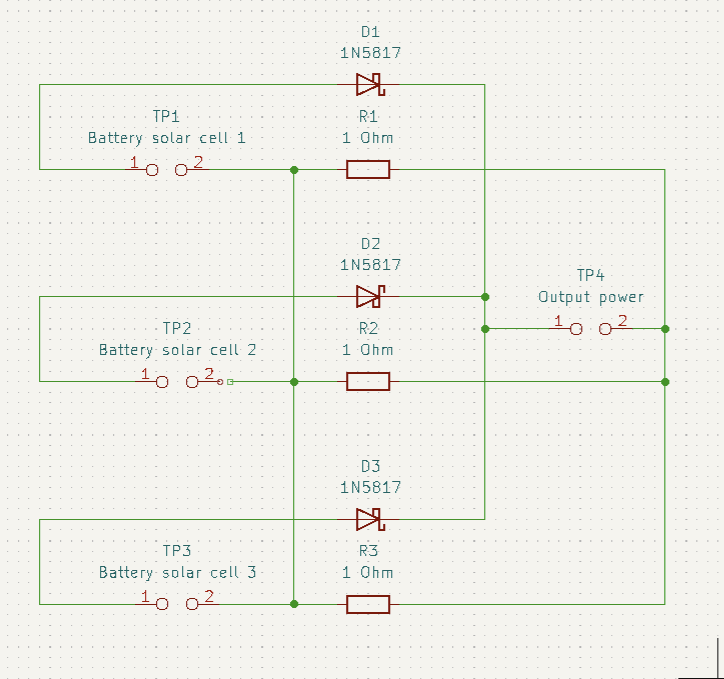 D1
1N5817
TP1
Battery solar cell 1
1 2
R1
1 Ohm
D2
1N5817
TP4
Output power
1 2
TP2
Battery solar cell 2
1 2
R2
1 Ohm
D3
1N5817
TP3
Battery solar cell 3
1 2
R3
1 Ohm